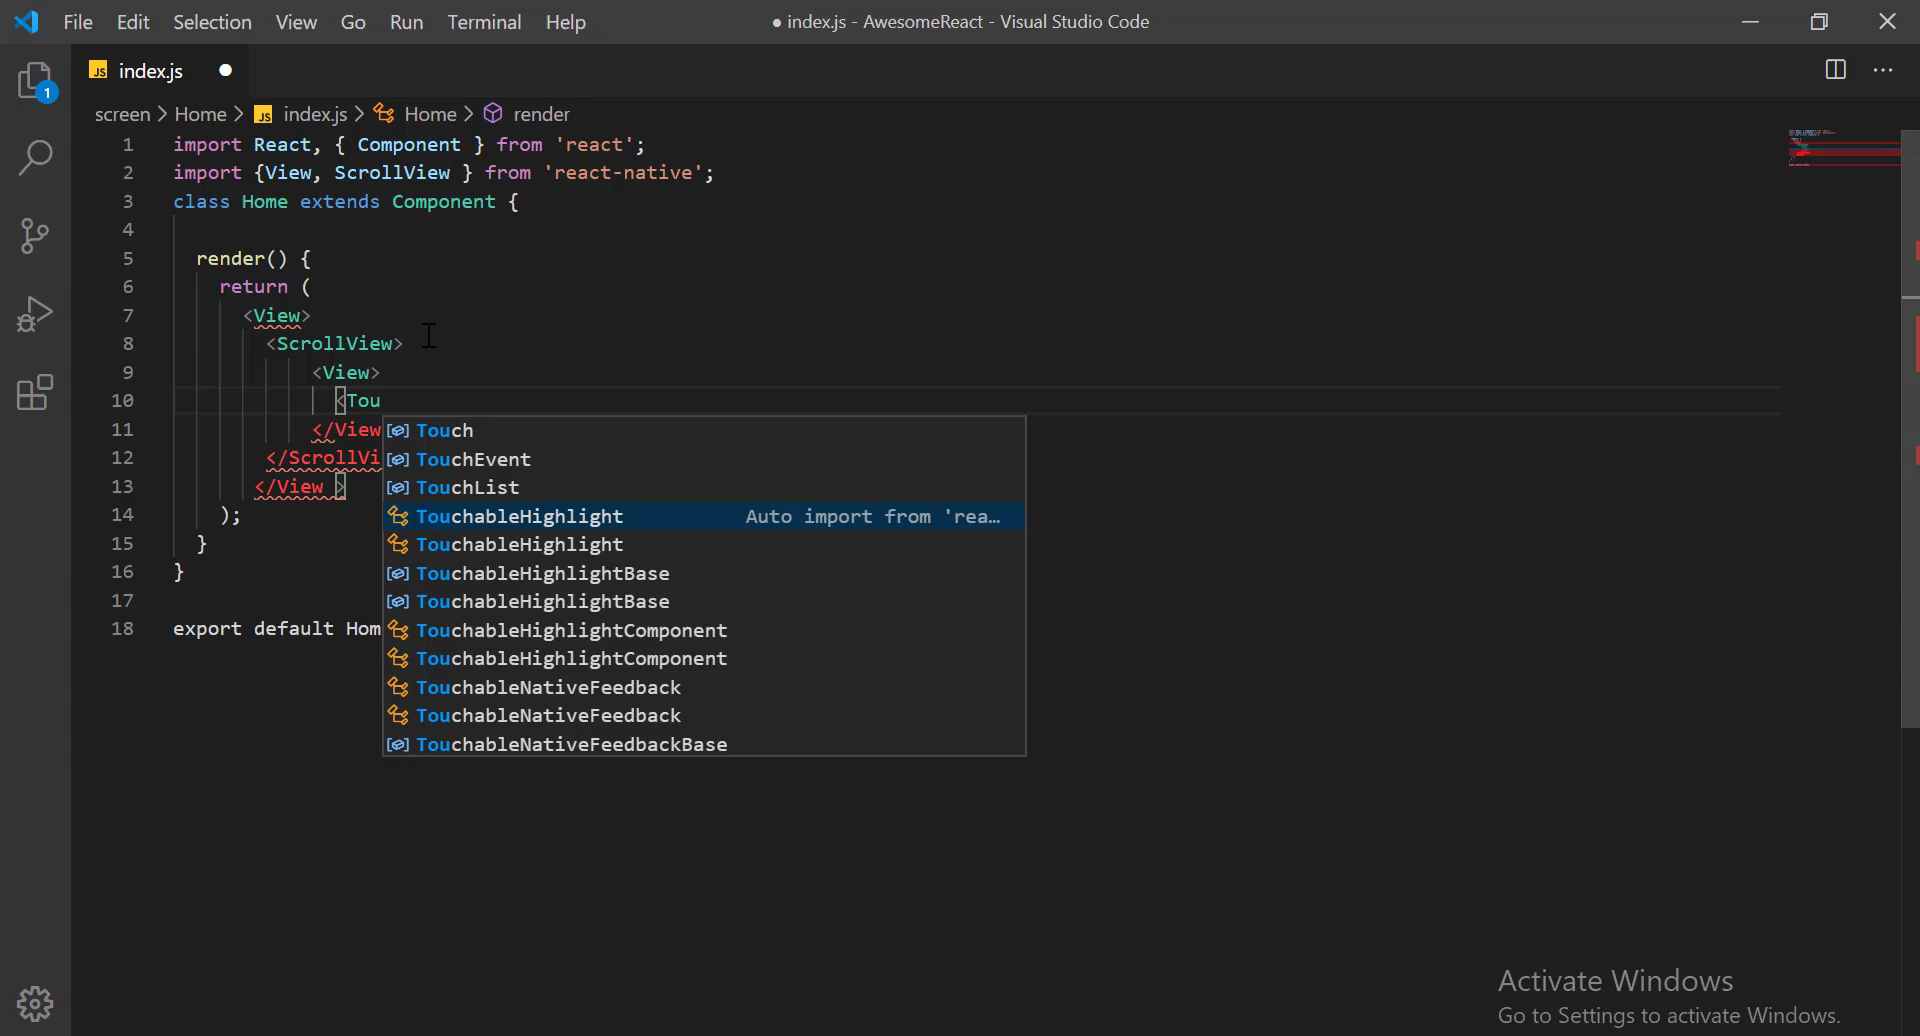 File Edit Selection View Go Run Terminal Help ● index.js - AwesomeReact - Visual Studio Code
JS index.js ●
1
screen > Home > JS index.js > Home > render
1 import React, { Component } from 'react';
2 import {View, ScrollView } from 'react-native';
3 class Home extends Component {
4
5 render() {
6 return (
7 <View>
8 <ScrollView>
9 <View>
10 <Tou
11 </View
Touch
12 </ScrollVi
TouchEvent
13 </View >
TouchList
14 );
TouchableHighlight Auto import from 'rea…
15 }
TouchableHighlight
16 }
TouchableHighlightBase
17
TouchableHighlightBase
18 export default Hom
TouchableHighlightComponent
TouchableHighlightComponent
TouchableNativeFeedback
TouchableNativeFeedback
TouchableNativeFeedbackBase
Activate Windows
Go to Settings to activate Windows.